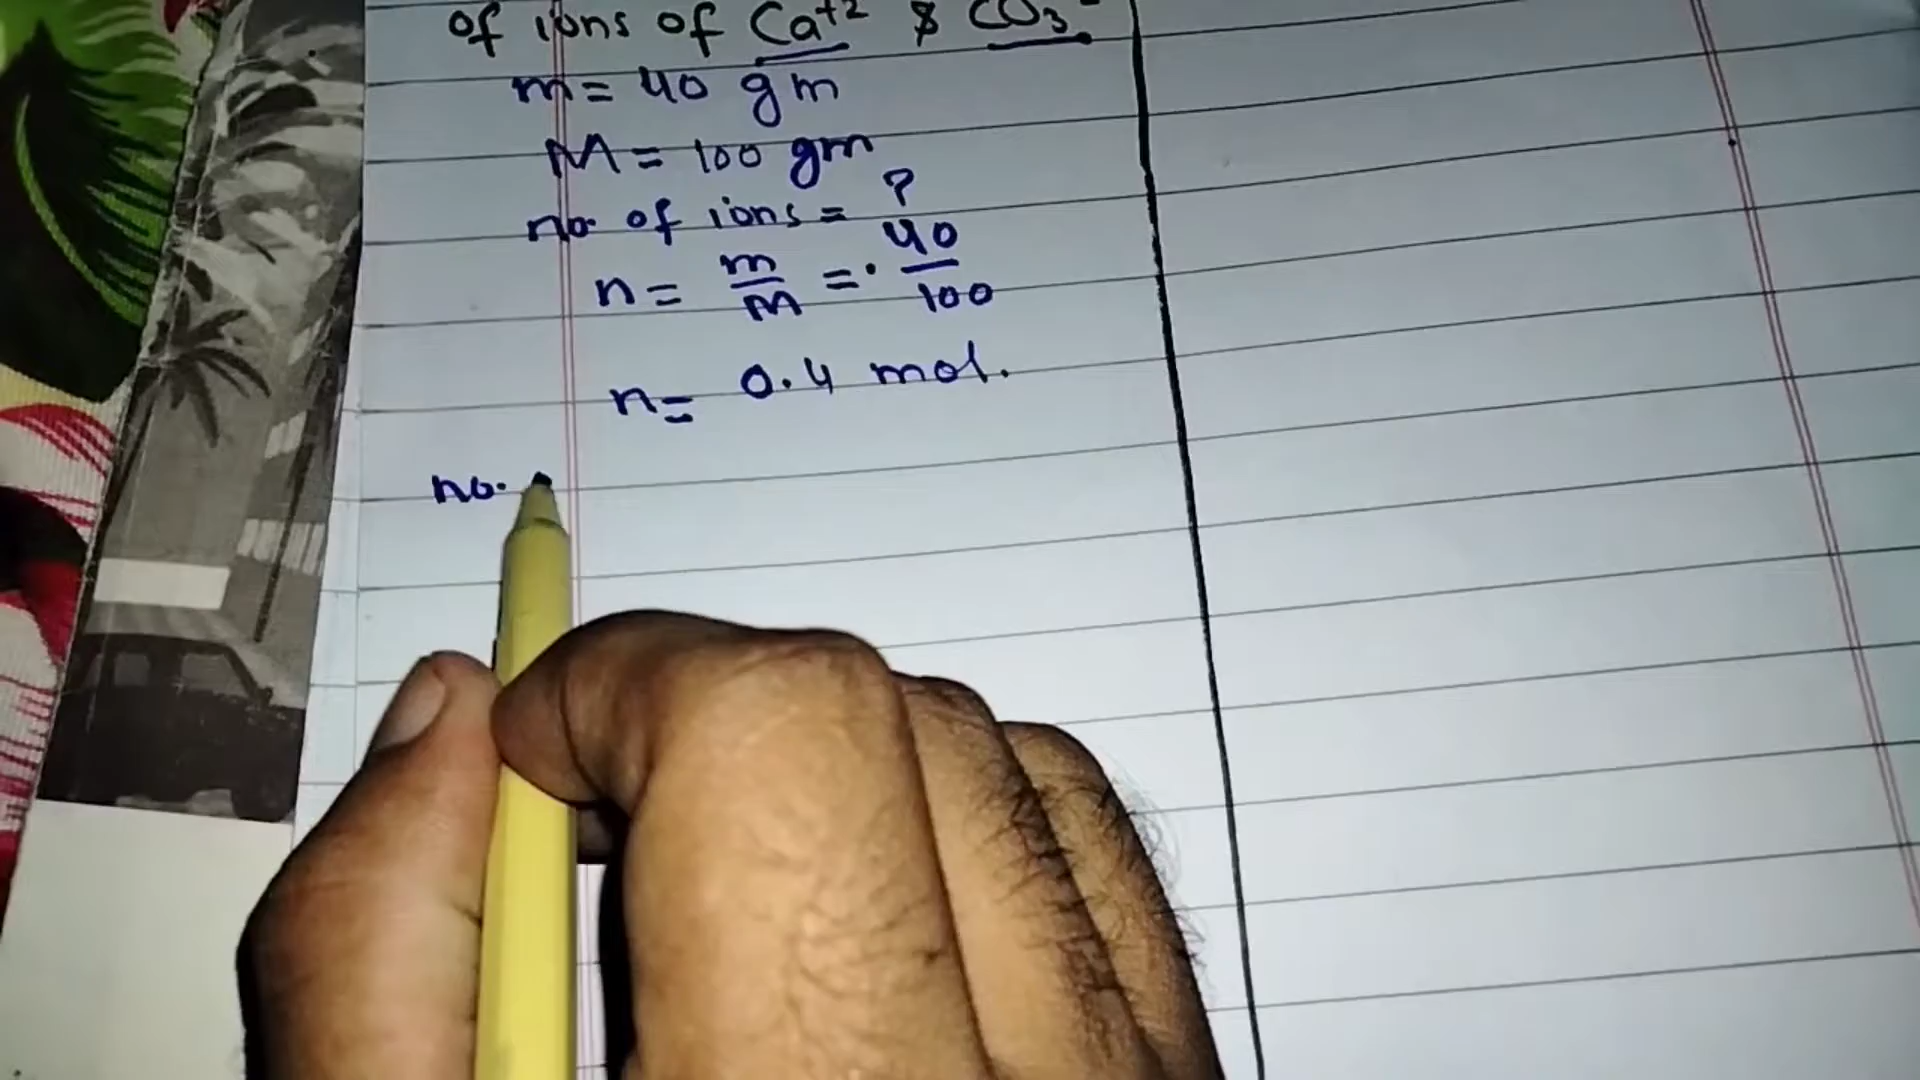 of ions of Ca+2 & CO3-
m = 40 gm
M = 100 gm
no. of ions = ?
n = m/M = 40/100
n = 0.4 mol.
no.